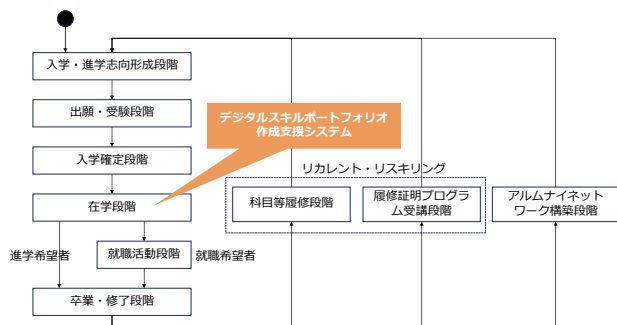 入学・進学志向形成段階
出願・受験段階
デジタルスキルポートフォリオ
作成支援システム
入学確定段階
リカレント・リスキリング
在学段階
科目等履修段階
履修証明プログラ
ム受講段階
アルムナイネット
ワーク構築段階
進学希望者
就職活動段階
就職希望者
卒業・修了段階